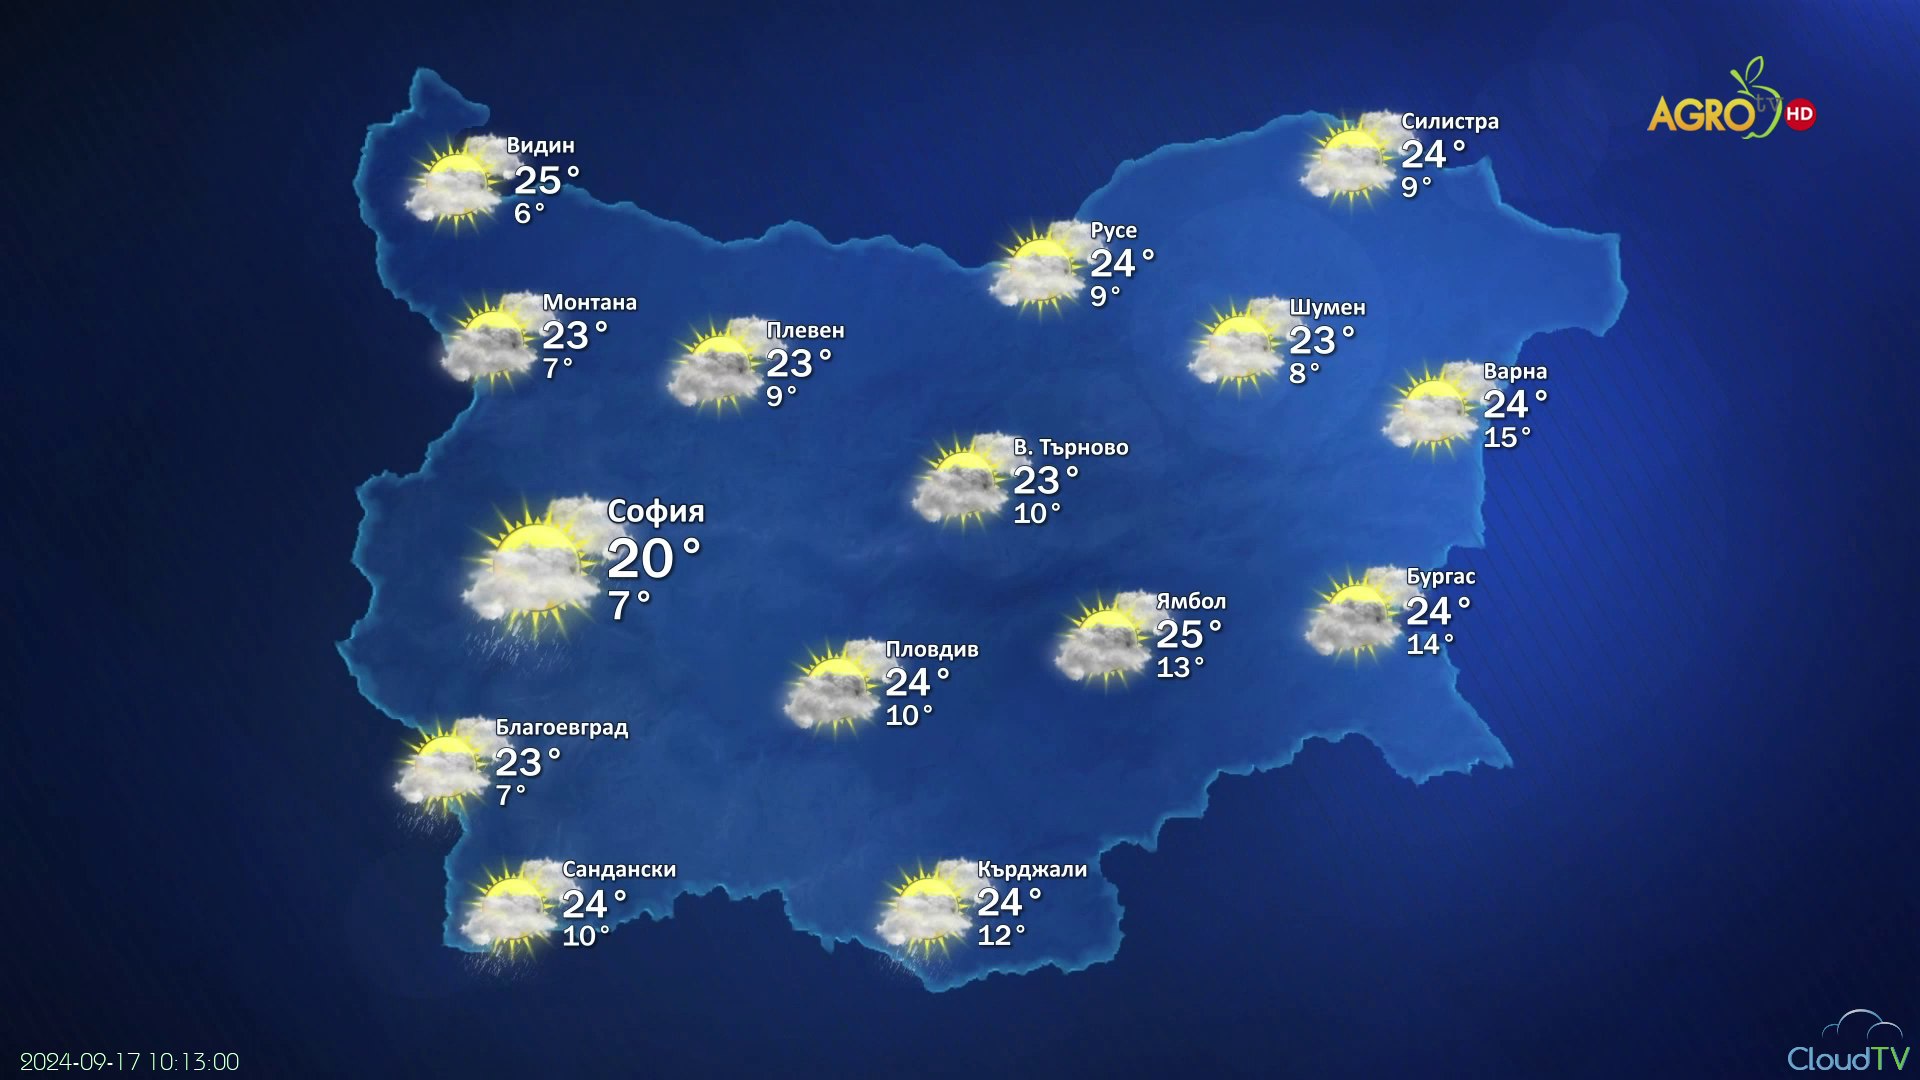 AGRO tv HD
Видин
25°
6°
Силистра
24°
9°
Русе
24°
9°
Монтана
23°
7°
Плевен
23°
9°
Шумен
23°
8°
Варна
24°
15°
В. Търново
23°
10°
София
20°
7°
Бургас
24°
14°
Ямбол
25°
13°
Пловдив
24°
10°
Благоевград
23°
7°
Сандански
24°
10°
Кърджали
24°
12°
2024-09-17 10:13:00
CloudTV